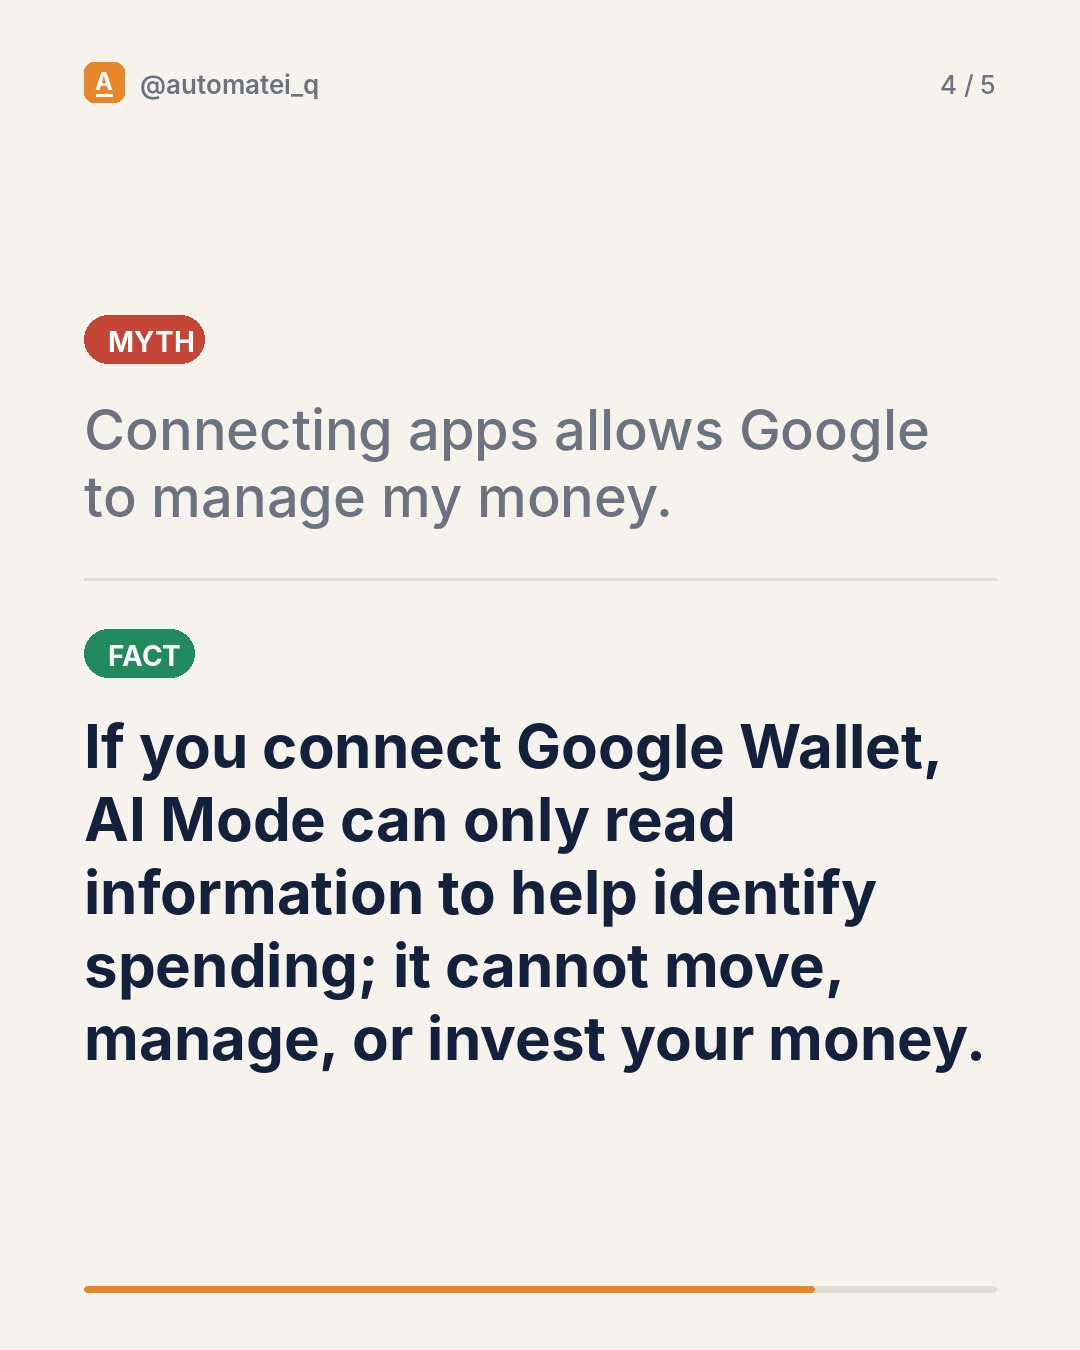 A @automatei_q 4 / 5
MYTH
Connecting apps allows Google
to manage my money.
FACT
If you connect Google Wallet,
AI Mode can only read
information to help identify
spending; it cannot move,
manage, or invest your money.